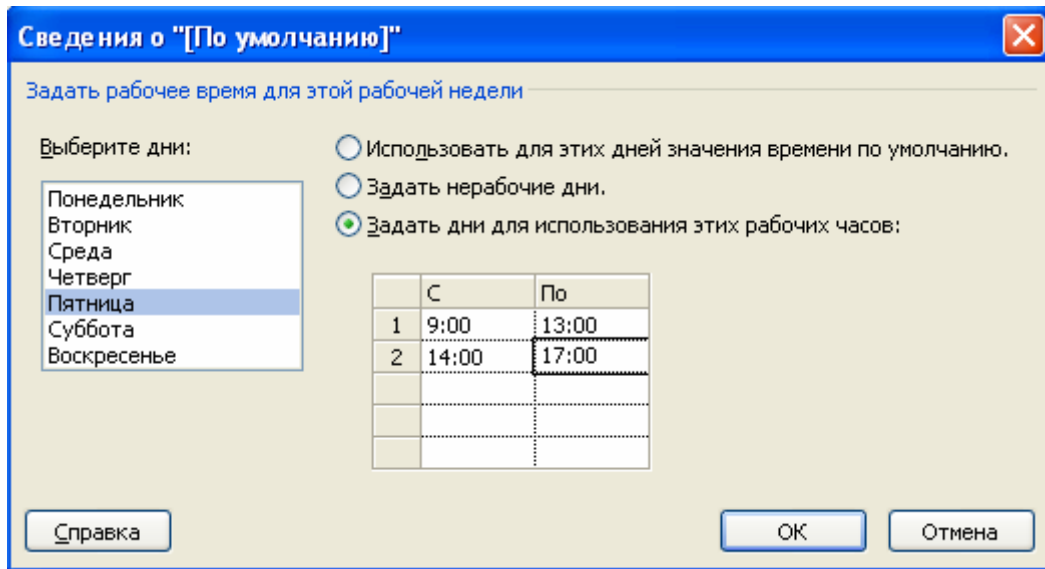 Сведения о "[По умолчанию]"
Задать рабочее время для этой рабочей недели
Выберите дни:
Понедельник
Вторник
Среда
Четверг
Пятница
Суббота
Воскресенье
Использовать для этих дней значения времени по умолчанию.
Задать нерабочие дни.
Задать дни для использования этих рабочих часов:
С По
1 9:00 13:00
2 14:00 17:00
Справка ОК Отмена